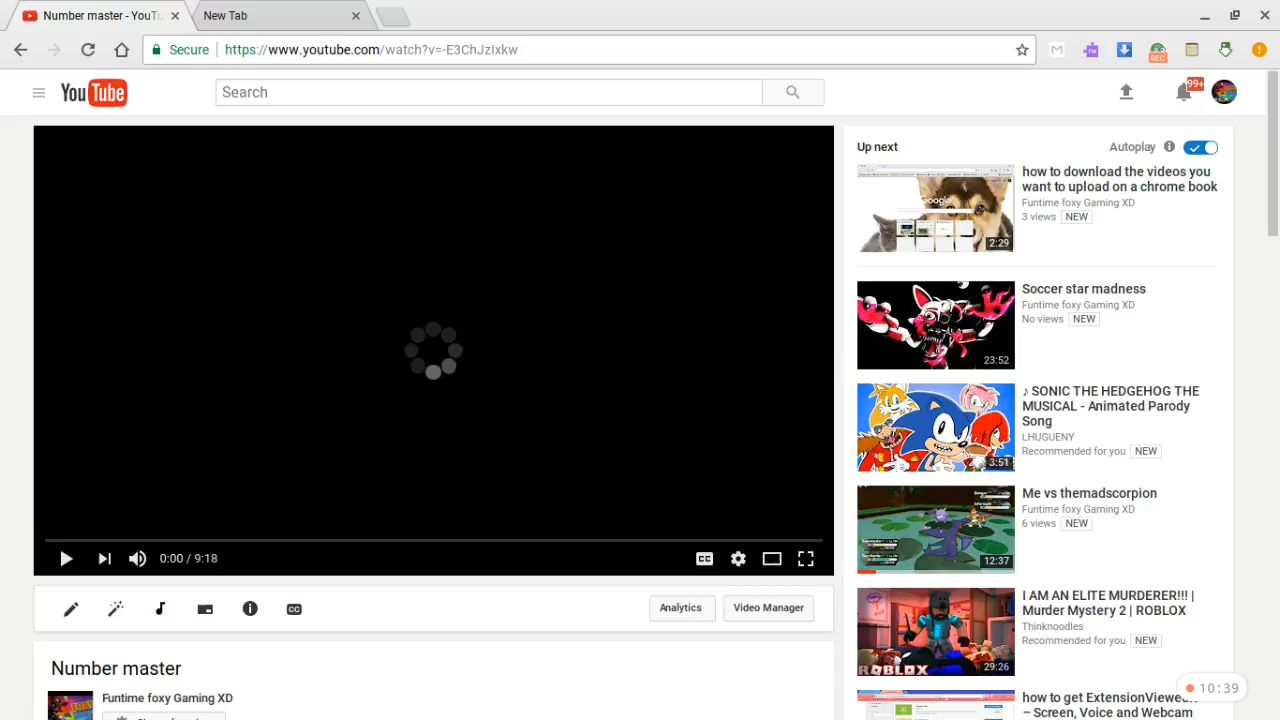 Number master - YouTu
New Tab
Secure
https://www.youtube.com/watch?v=-E3ChJzIxkw
REC
YouTube
Search
99+
Up next
Autoplay
how to download the videos you
want to upload on a chrome book
Funtime foxy Gaming XD
3 views NEW
2:29
Soccer star madness
Funtime foxy Gaming XD
No views NEW
23:52
♪ SONIC THE HEDGEHOG THE
MUSICAL - Animated Parody
Song
LHUGUENY
Recommended for you NEW
3:51
Me vs themadscorpion
Funtime foxy Gaming XD
6 views NEW
12:37
0:00 / 9:18
CC
CC
Analytics
Video Manager
I AM AN ELITE MURDERER!!! |
Murder Mystery 2 | ROBLOX
Thinknoodles
Recommended for you NEW
ROBLOX
29:26
Number master
Funtime foxy Gaming XD
10:39
how to get ExtensionViewed
– Screen, Voice and Webcam